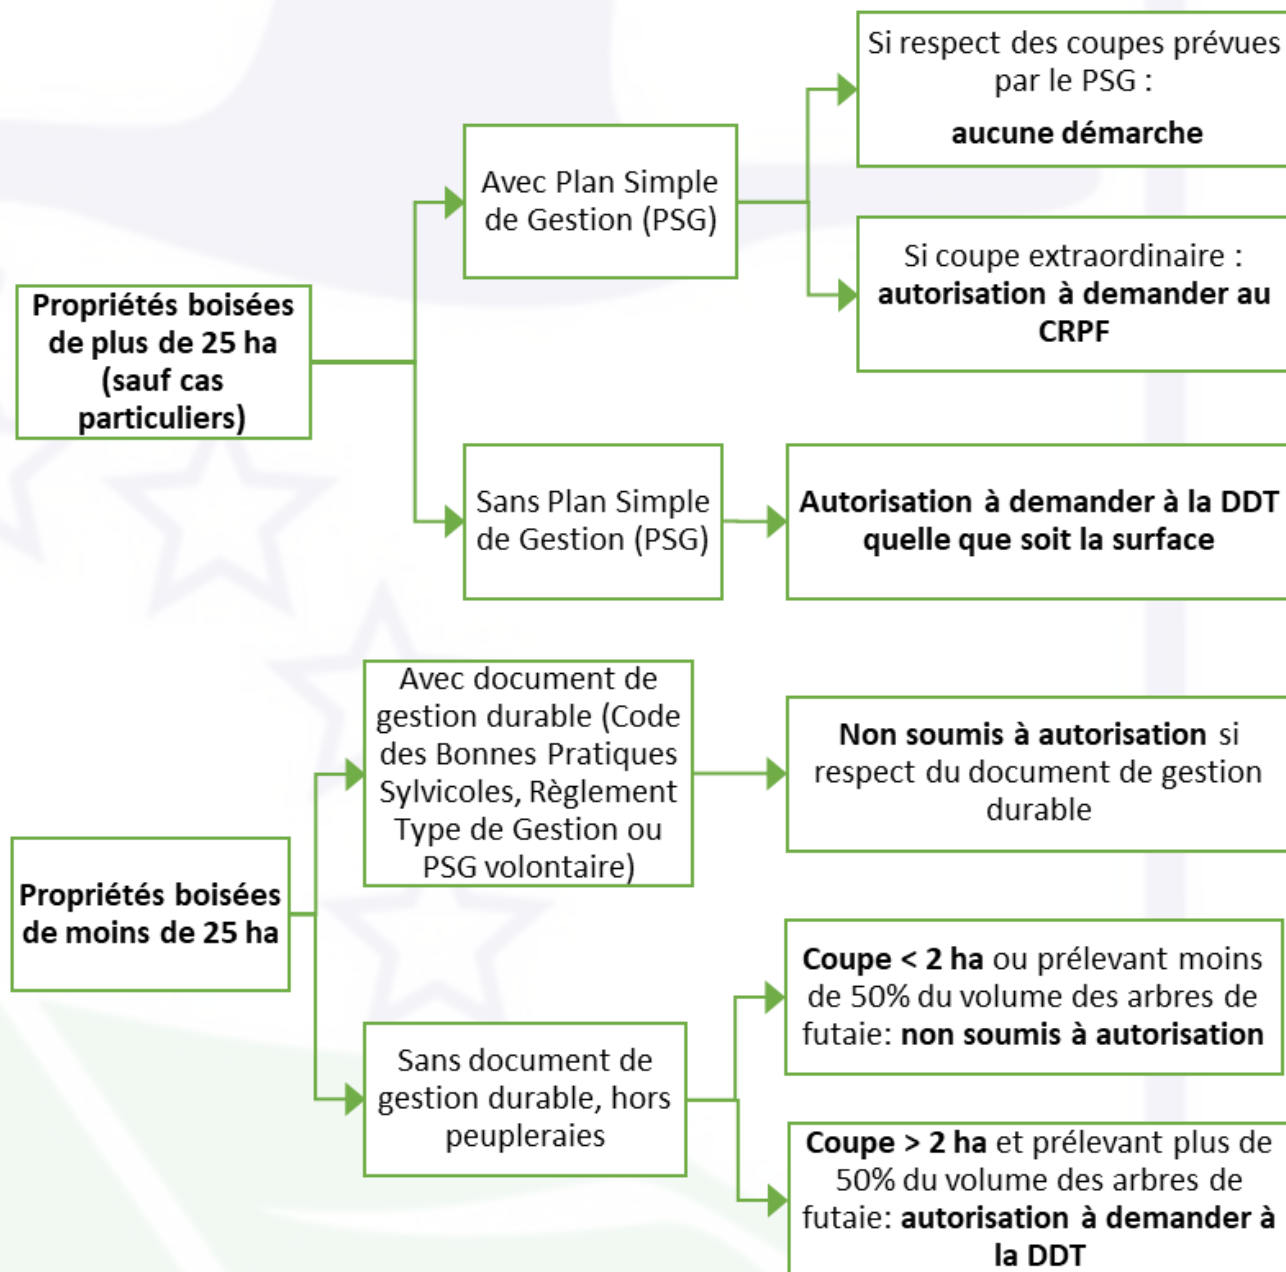 Propriétés boisées
de plus de 25 ha
(sauf cas
particuliers)
Avec Plan Simple
de Gestion (PSG)
Si respect des coupes prévues
par le PSG :
aucune démarche
Si coupe extraordinaire :
autorisation à demander au
CRPF
Sans Plan Simple
de Gestion (PSG)
Autorisation à demander à la DDT
quelle que soit la surface
Propriétés boisées
de moins de 25 ha
Avec document de
gestion durable (Code
des Bonnes Pratiques
Sylvicoles, Règlement
Type de Gestion ou
PSG volontaire)
Non soumis à autorisation si
respect du document de gestion
durable
Sans document de
gestion durable, hors
peupleraies
Coupe < 2 ha ou prélevant moins
de 50% du volume des arbres de
futaie: non soumis à autorisation
Coupe > 2 ha et prélevant plus de
50% du volume des arbres de
futaie: autorisation à demander à
la DDT